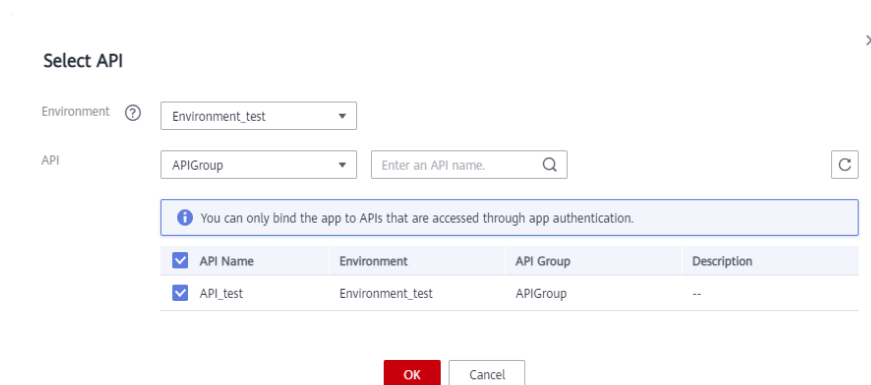 Select API
Environment ?
Environment_test
API
APIGroup
Enter an API name.
You can only bind the app to APIs that are accessed through app authentication.
API Name Environment API Group Description
API_test Environment_test APIGroup --
OK Cancel